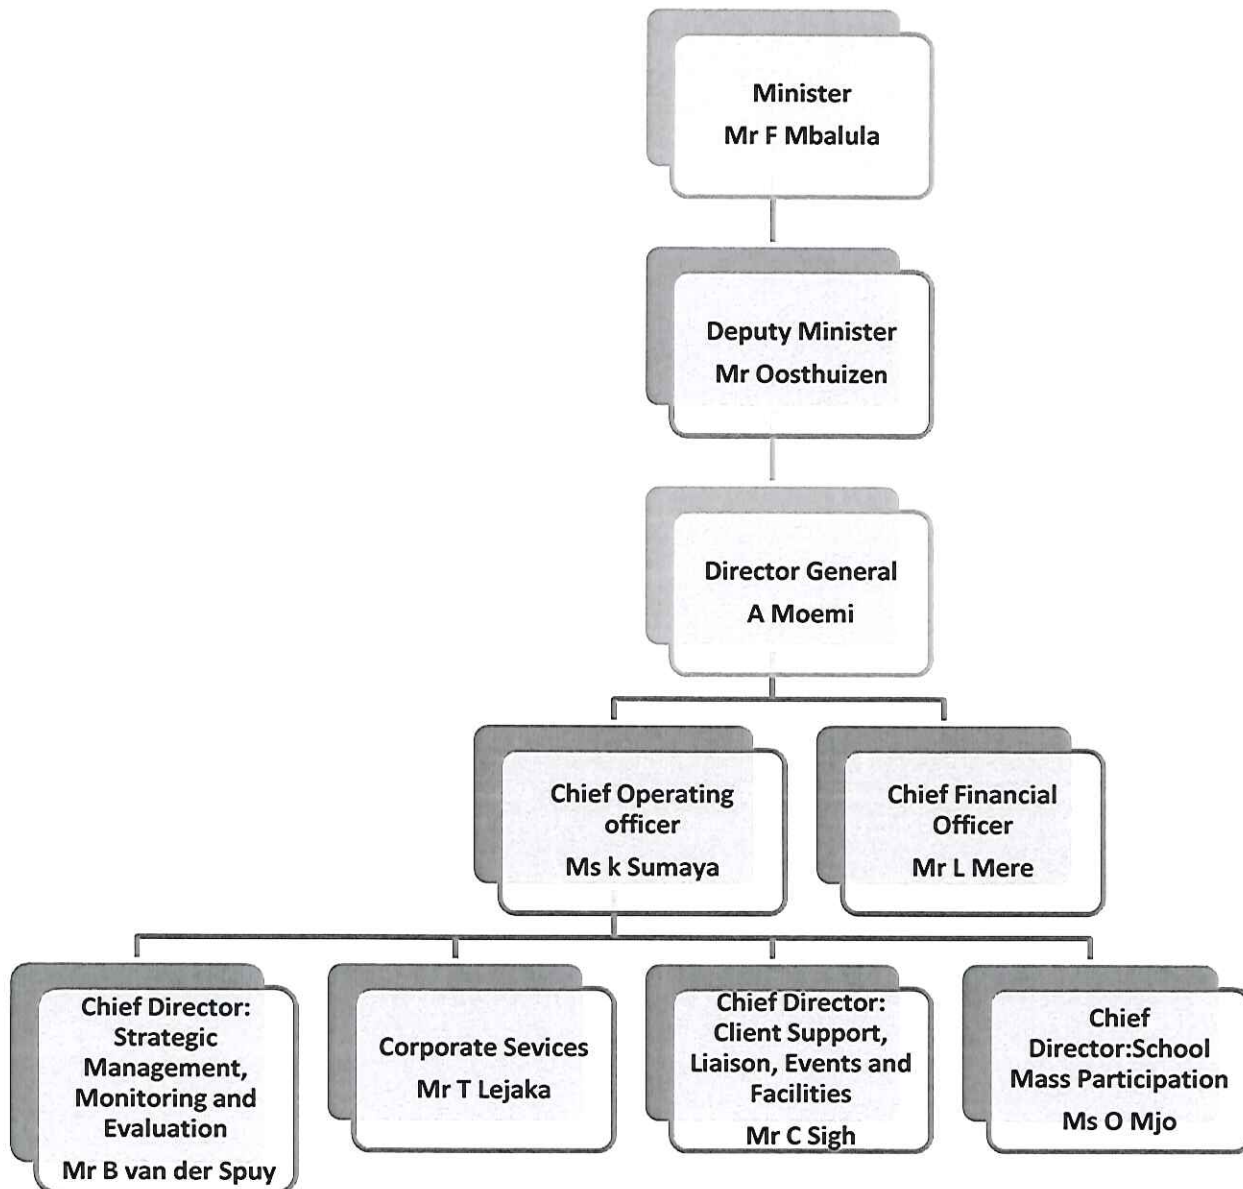 Minister
Mr F Mbalula
Deputy Minister
Mr Oosthuizen
Director General
A Moemi
Chief Operating
officer
Ms k Sumaya
Chief Financial
Officer
Mr L Mere
Chief Director:
Strategic
Management,
Monitoring and
Evaluation
Mr B van der Spuy
Corporate Sevices
Mr T Lejaka
Chief Director:
Client Support,
Liaison, Events and
Facilities
Mr C Sigh
Chief
Director:School
Mass Participation
Ms O Mjo